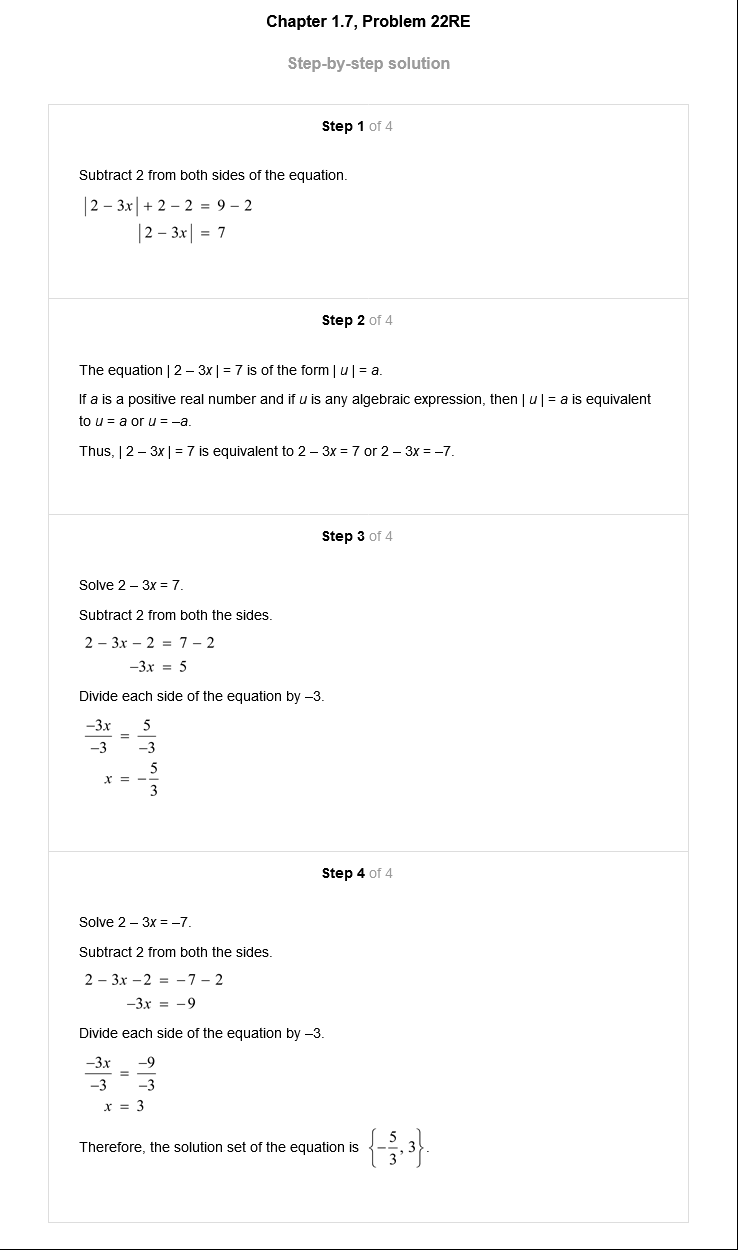 Chapter 1.7, Problem 22RE
Step-by-step solution
Step 1 of 4
Subtract 2 from both sides of the equation.
|2 − 3x| + 2 − 2 = 9 − 2
|2 − 3x| = 7
Step 2 of 4
The equation | 2 – 3x | = 7 is of the form | u | = a.
If a is a positive real number and if u is any algebraic expression, then | u | = a is equivalent
to u = a or u = –a.
Thus, | 2 – 3x | = 7 is equivalent to 2 – 3x = 7 or 2 – 3x = –7.
Step 3 of 4
Solve 2 – 3x = 7.
Subtract 2 from both the sides.
2 − 3x − 2 = 7 − 2
−3x = 5
Divide each side of the equation by –3.
−3x/−3 = 5/−3
x = −5/3
Step 4 of 4
Solve 2 – 3x = –7.
Subtract 2 from both the sides.
2 − 3x −2 = −7 − 2
−3x = −9
Divide each side of the equation by –3.
−3x/−3 = −9/−3
x = 3
Therefore, the solution set of the equation is {−5/3, 3}.